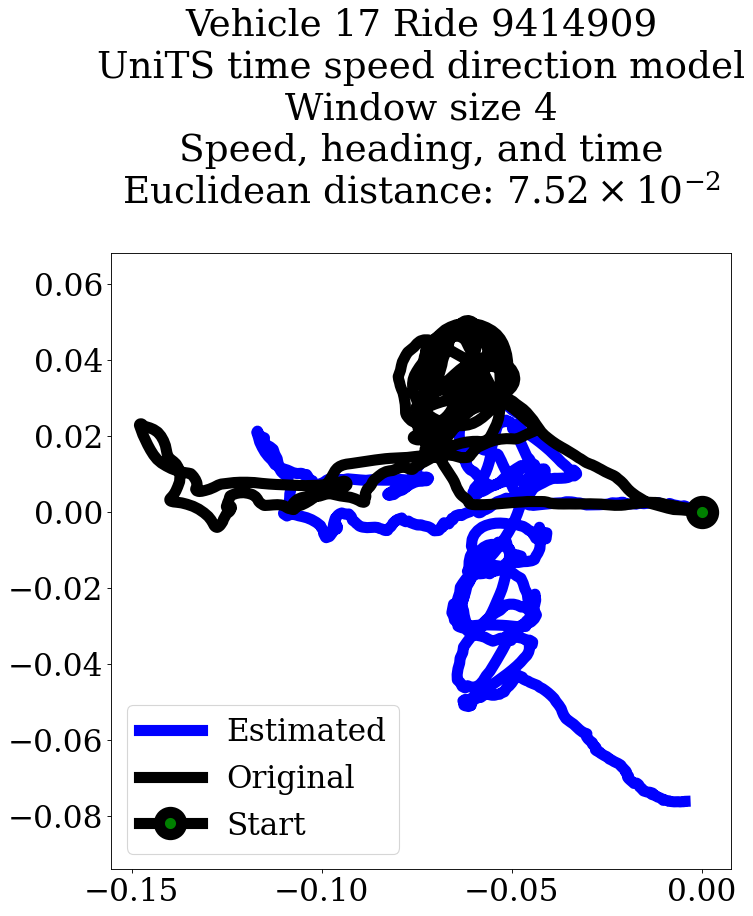 Vehicle 17 Ride 9414909
UniTS time speed direction model
Window size 4
Speed, heading, and time
Euclidean distance: 7.52 × 10⁻²
0.06
0.04
0.02
0.00
−0.02
−0.04
−0.06
−0.08
Estimated
Original
Start
−0.15
−0.10
−0.05
0.00